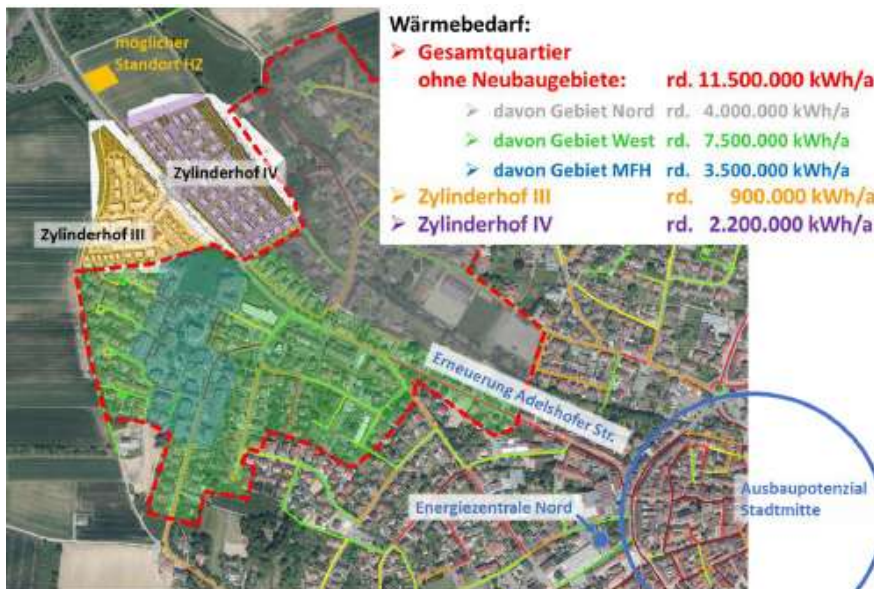 möglicher
Standort HZ
Wärmebedarf:
➢ Gesamtquartier
ohne Neubaugebiete: rd. 11.500.000 kWh/a
➢ davon Gebiet Nord rd. 4.000.000 kWh/a
➢ davon Gebiet West rd. 7.500.000 kWh/a
➢ davon Gebiet MFH rd. 3.500.000 kWh/a
➢ Zylinderhof III rd. 900.000 kWh/a
➢ Zylinderhof IV rd. 2.200.000 kWh/a
Zylinderhof IV
Zylinderhof III
Erneuerung Adelshofer Str.
Energiezentrale Nord
Ausbaupotenzial
Stadtmitte